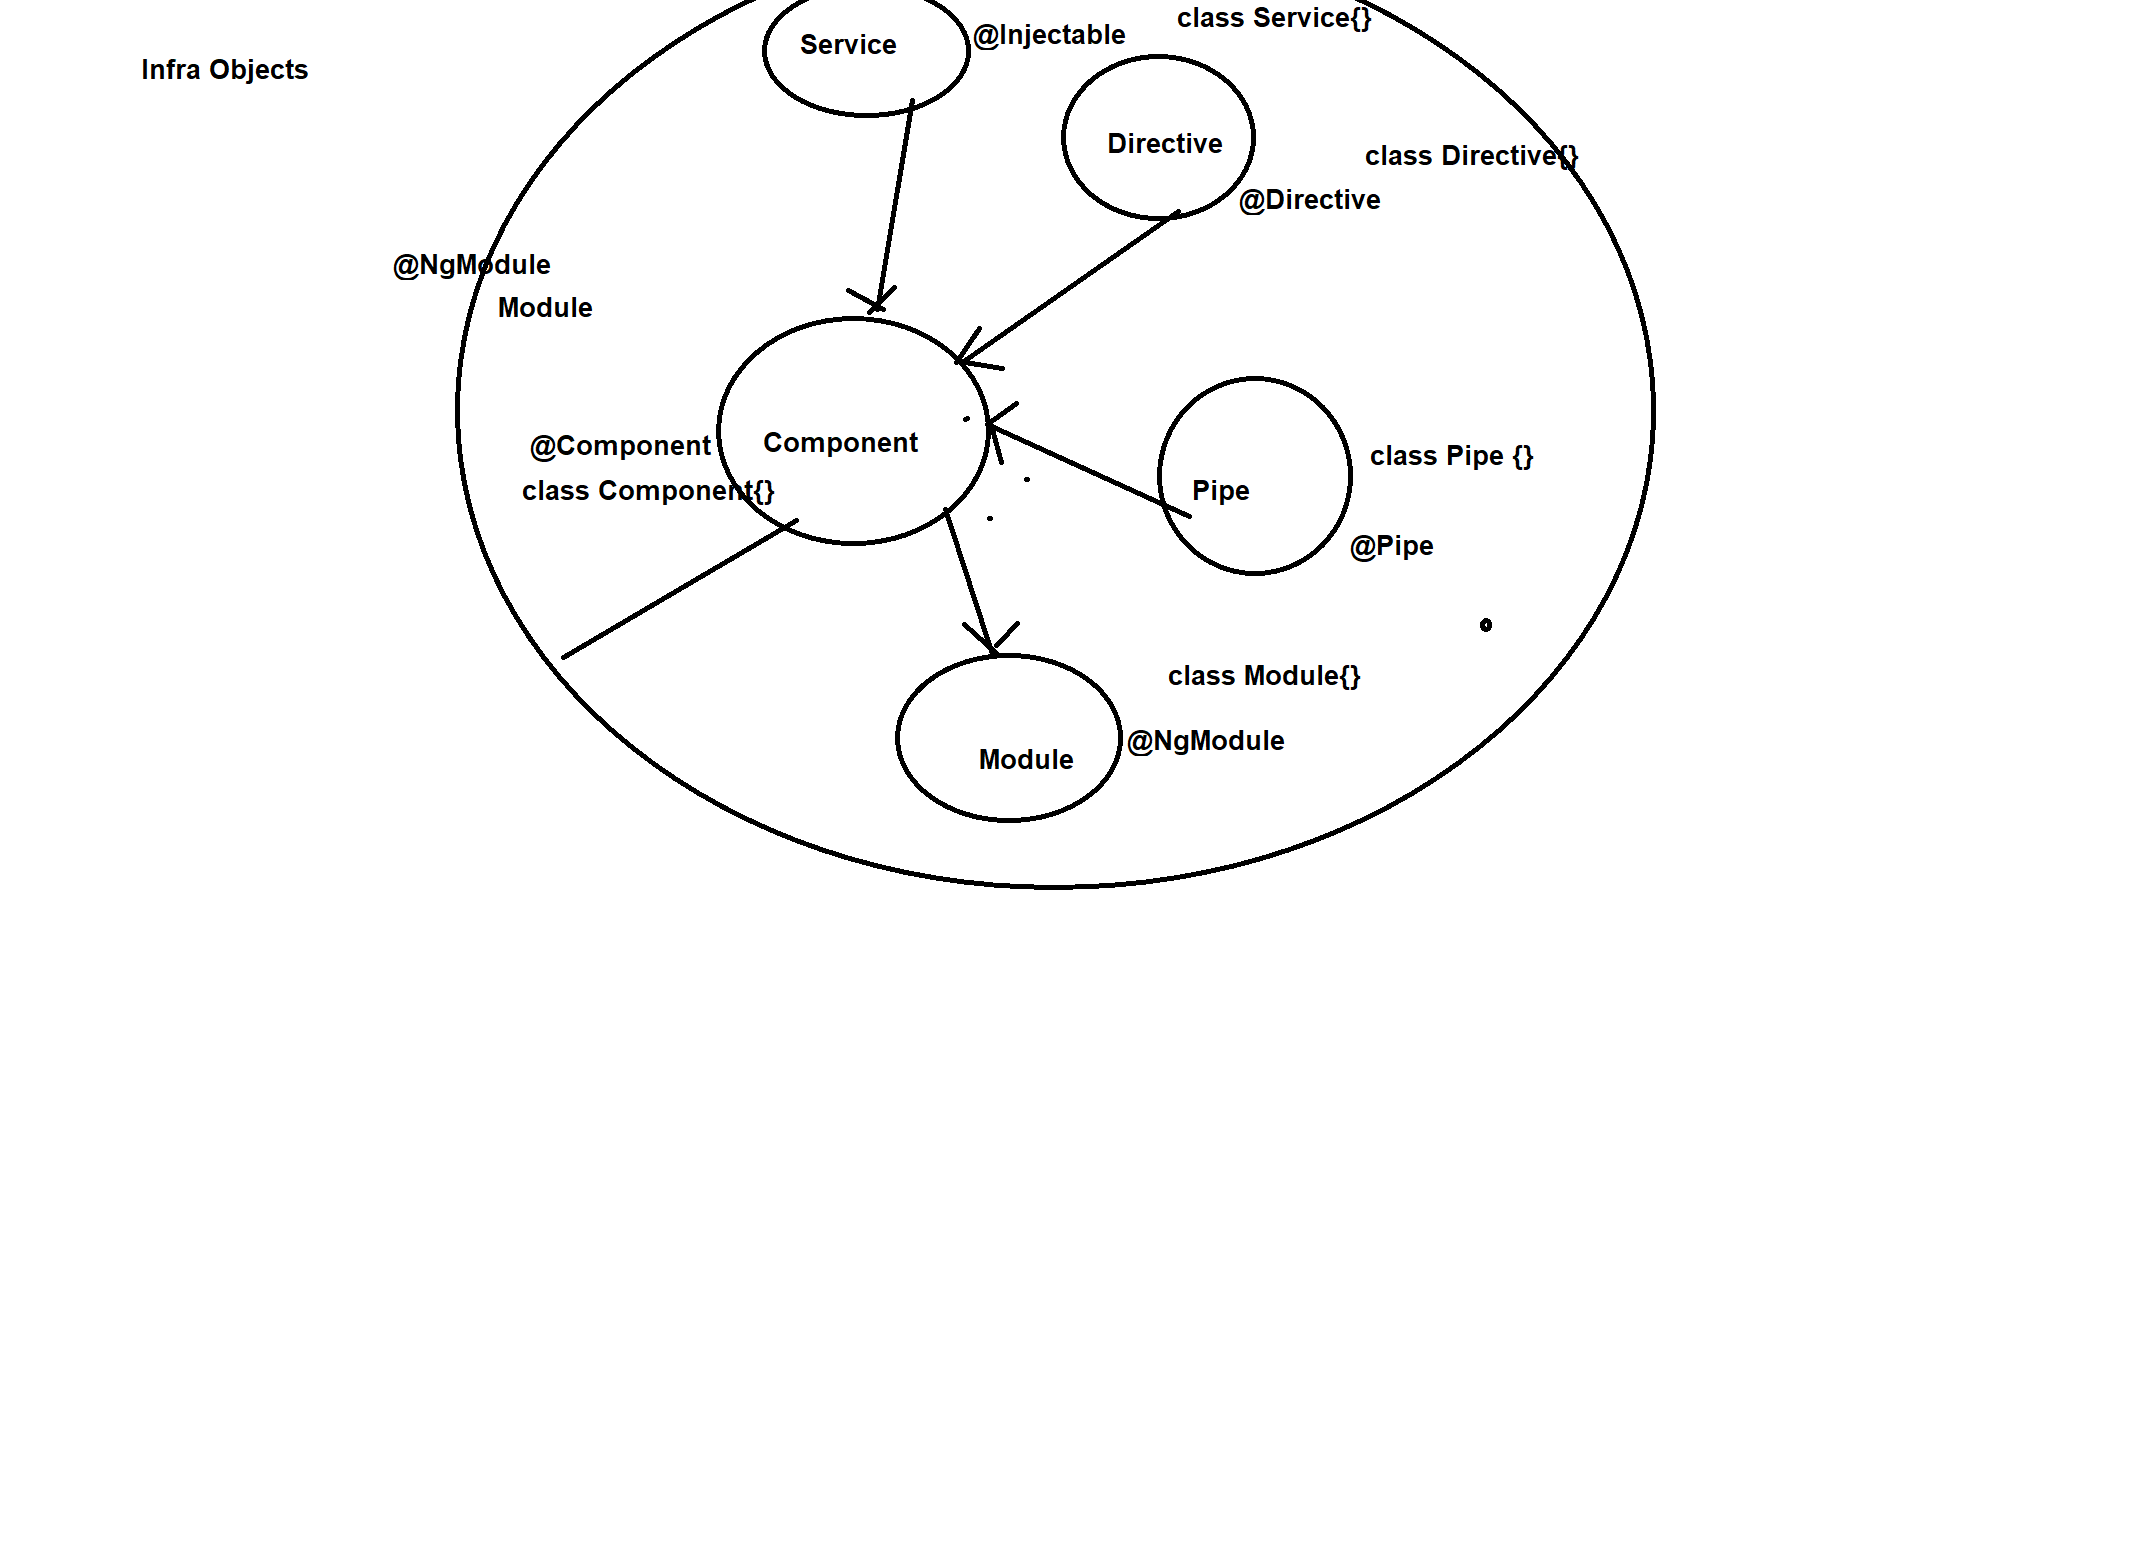 class Service{}
@Injectable
Service
Infra Objects
Directive
class Directive{}
@Directive
@NgModule
Module
@Component
Component
class Component{}
class Pipe {}
Pipe
@Pipe
class Module{}
@NgModule
Module